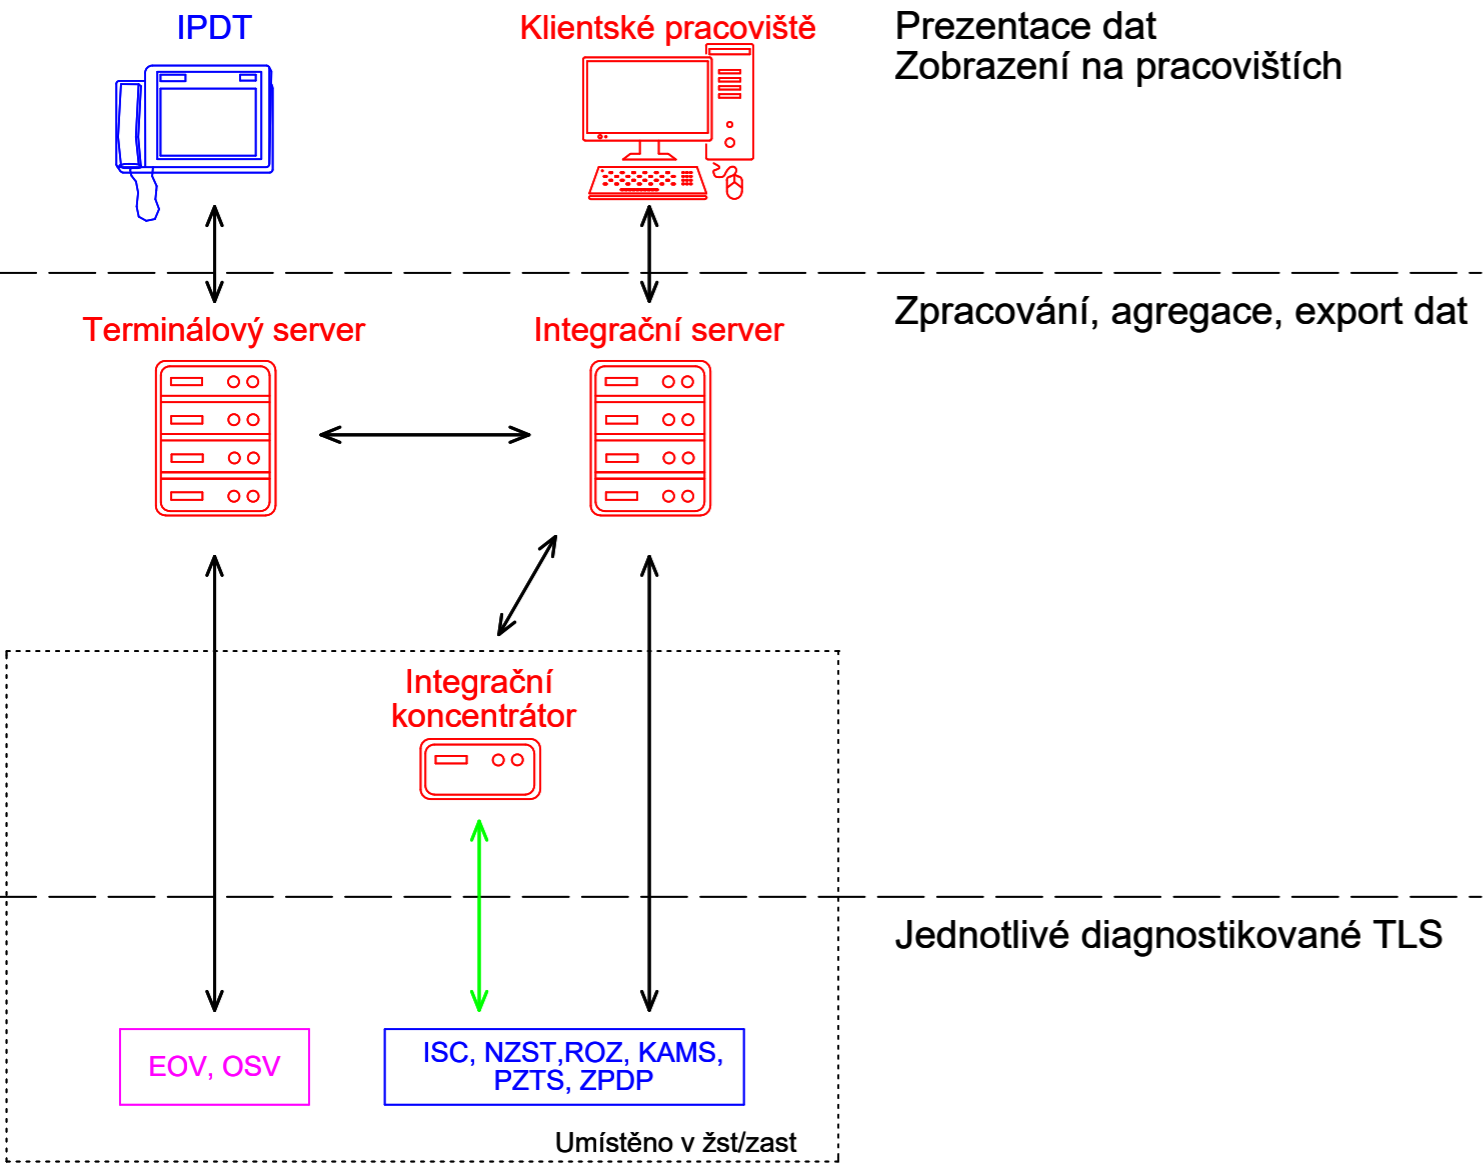 IPDT
Klientské pracoviště
Prezentace dat
Zobrazení na pracovištích
Zpracování, agregace, export dat
Terminálový server
Integrační server
Integrační
koncentrátor
Jednotlivé diagnostikované TLS
EOV, OSV
ISC, NZST,ROZ, KAMS,
PZTS, ZPDP
Umístěno v žst/zast